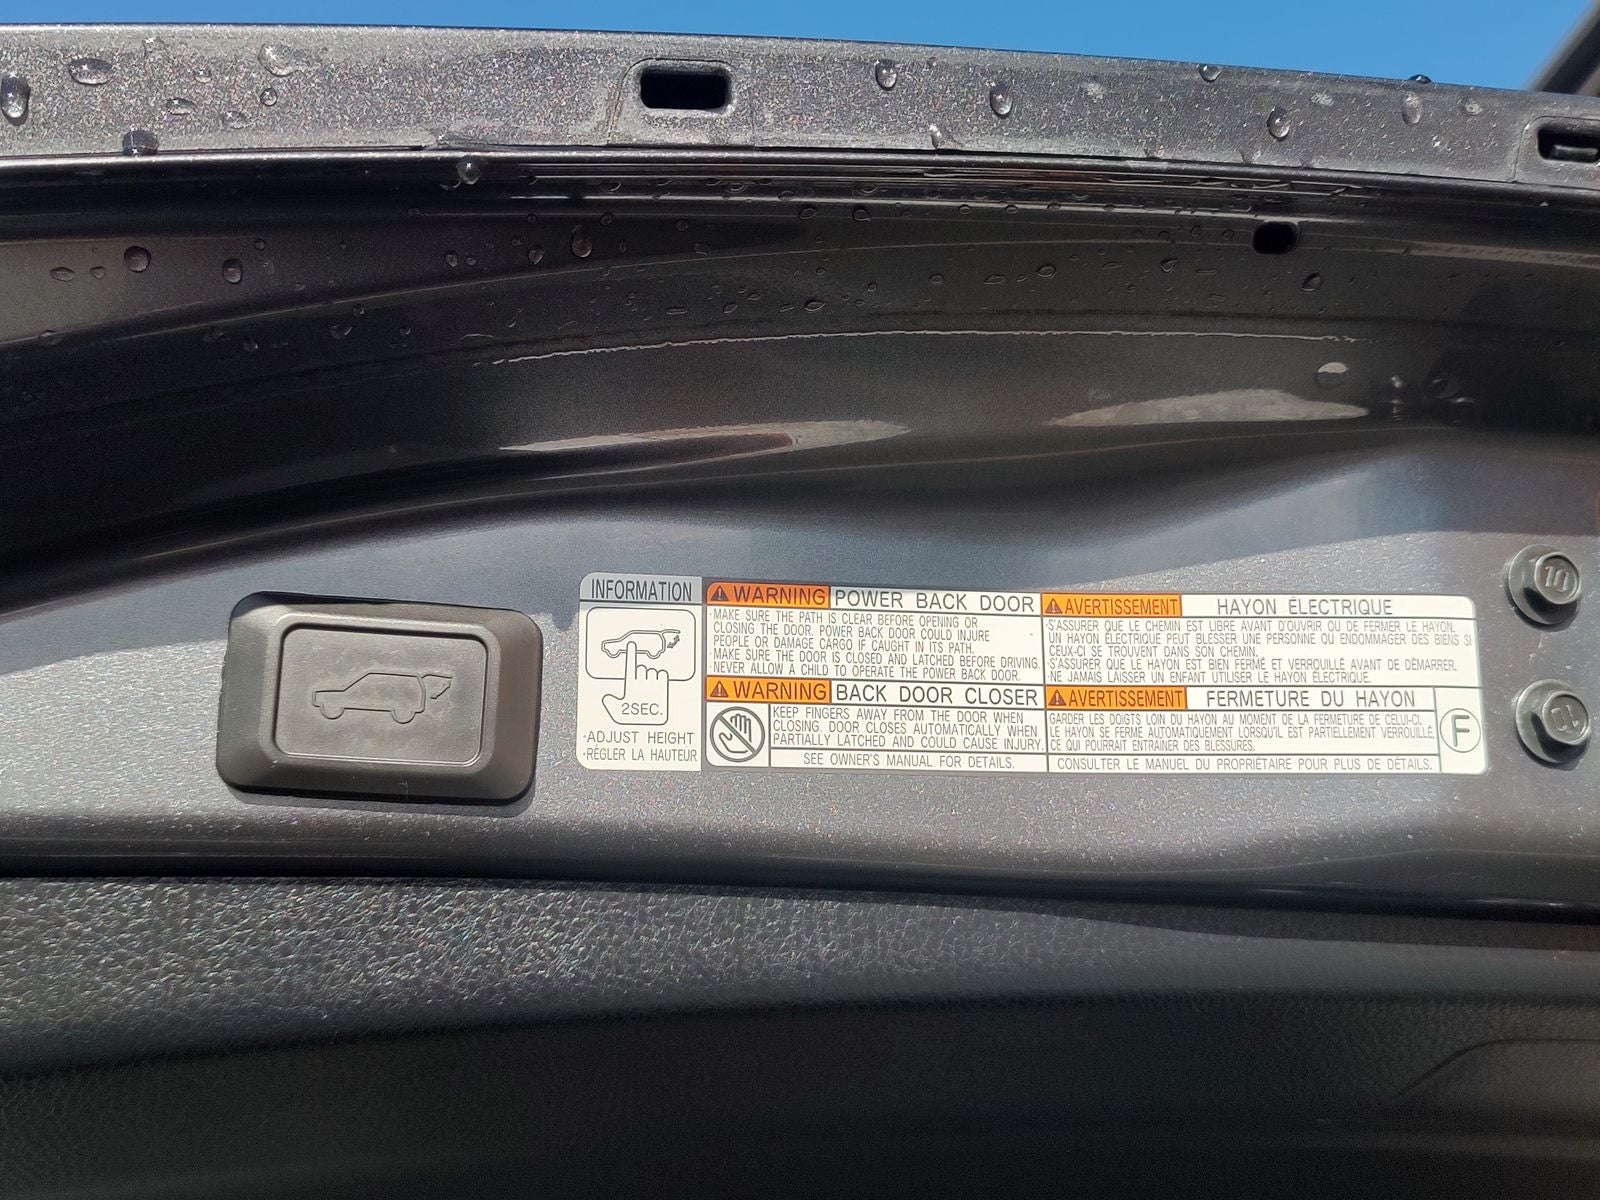 INFORMATION
2SEC.
·ADJUST HEIGHT
·RÉGLER LA HAUTEUR
WARNING POWER BACK DOOR
·MAKE SURE THE PATH IS CLEAR BEFORE OPENING OR
CLOSING THE DOOR. POWER BACK DOOR COULD INJURE
PEOPLE OR DAMAGE CARGO IF CAUGHT IN ITS PATH.
·MAKE SURE THE DOOR IS CLOSED AND LATCHED BEFORE DRIVING.
·NEVER ALLOW A CHILD TO OPERATE THE POWER BACK DOOR.
WARNING BACK DOOR CLOSER
KEEP FINGERS AWAY FROM THE DOOR WHEN
CLOSING. DOOR CLOSES AUTOMATICALLY WHEN
PARTIALLY LATCHED AND COULD CAUSE INJURY.
SEE OWNER'S MANUAL FOR DETAILS.
AVERTISSEMENT HAYON ÉLECTRIQUE
·S'ASSURER QUE LE CHEMIN EST LIBRE AVANT D'OUVRIR OU DE FERMER LE HAYON.
UN HAYON ÉLECTRIQUE PEUT BLESSER UNE PERSONNE OU ENDOMMAGER DES BIENS SI
CEUX-CI SE TROUVENT DANS SON CHEMIN.
·S'ASSURER QUE LE HAYON EST BIEN FERMÉ ET VERROUILLÉ AVANT DE DÉMARRER.
·NE JAMAIS LAISSER UN ENFANT UTILISER LE HAYON ÉLECTRIQUE.
AVERTISSEMENT FERMETURE DU HAYON
GARDER LES DOIGTS LOIN DU HAYON AU MOMENT DE LA FERMETURE DE CELUI-CI.
LE HAYON SE FERME AUTOMATIQUEMENT LORSQU'IL EST PARTIELLEMENT VERROUILLÉ,
CE QUI POURRAIT ENTRAINER DES BLESSURES.
CONSULTER LE MANUEL DU PROPRIÉTAIRE POUR PLUS DE DÉTAILS.
F
10
10